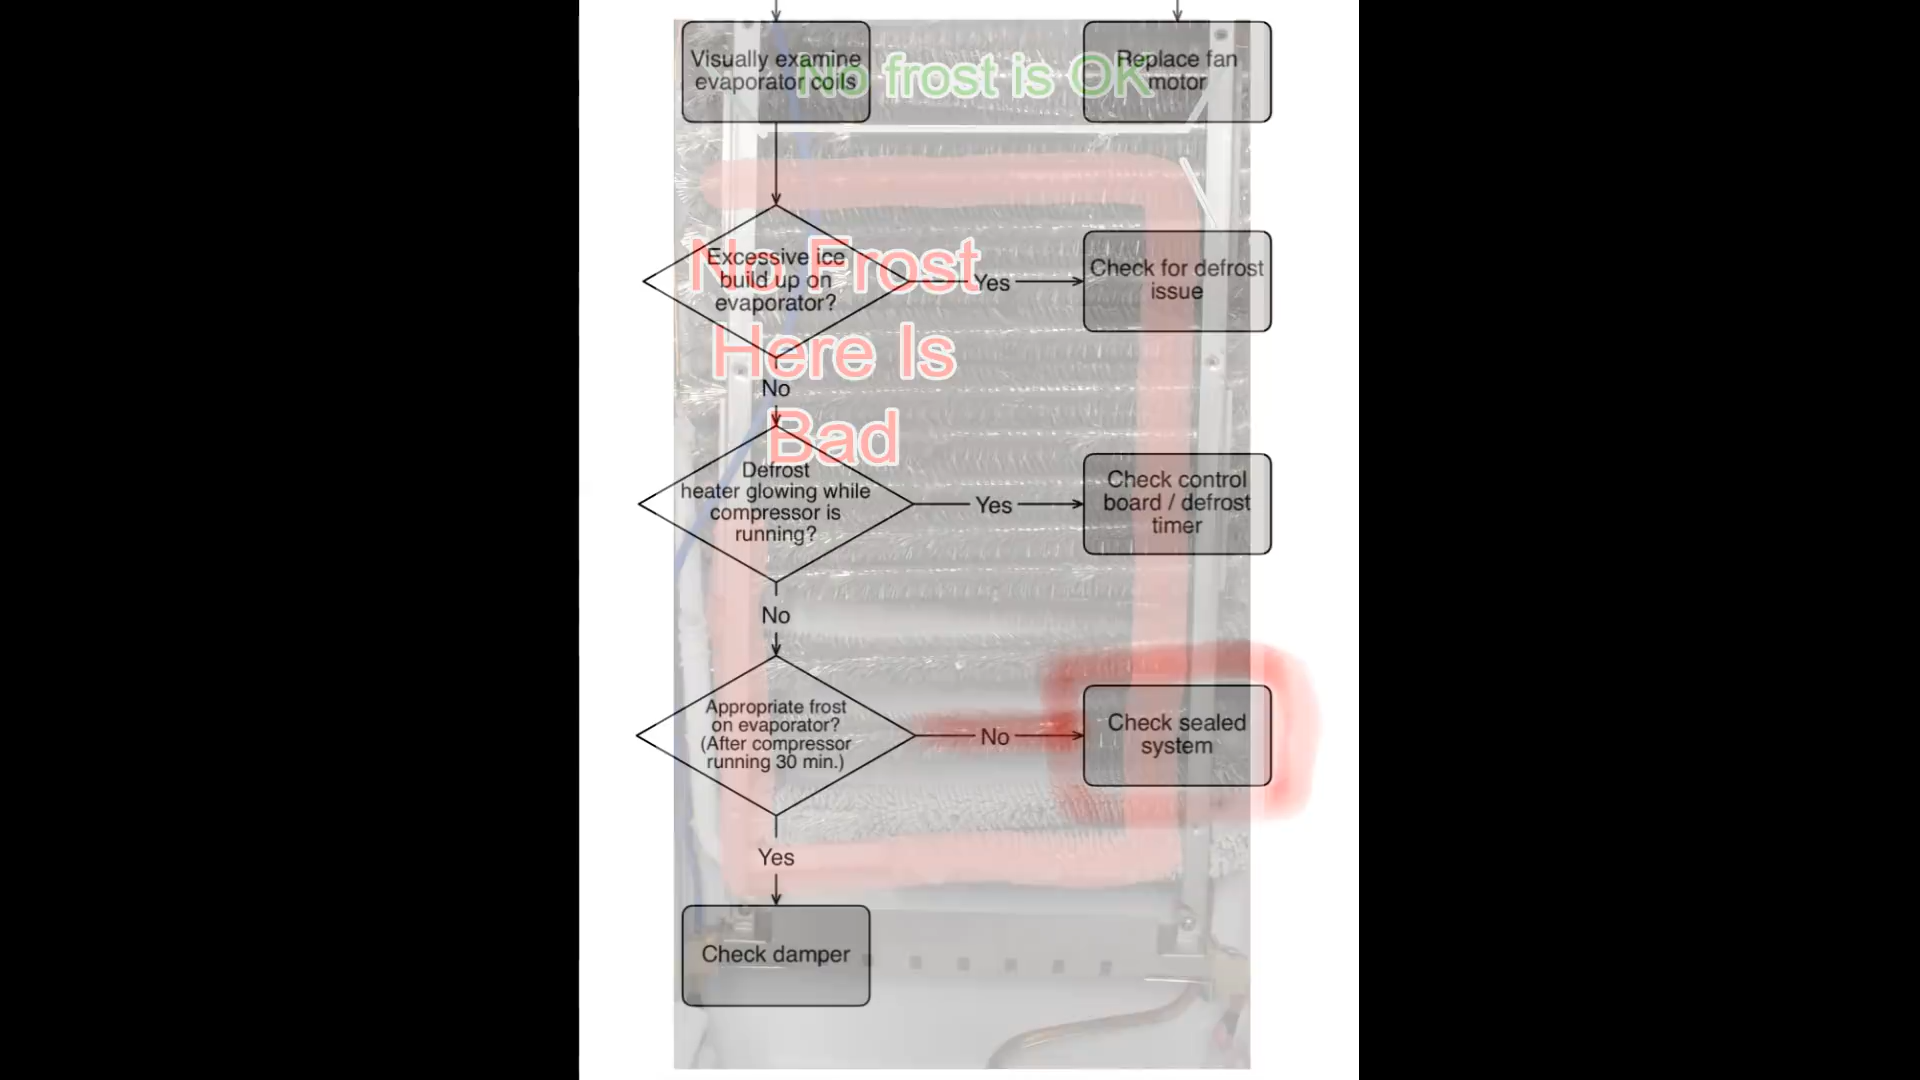 Visually examine
evaporator coils
No frost is OK
Replace fan
motor
Excessive ice
build up on
evaporator?
Yes
Check for defrost
issue
No Frost
Here Is
Bad
No
Defrost
heater glowing while
compressor is
running?
Yes
Check control
board / defrost
timer
No
Appropriate frost
on evaporator?
(After compressor
running 30 min.)
No
Check sealed
system
Yes
Check damper